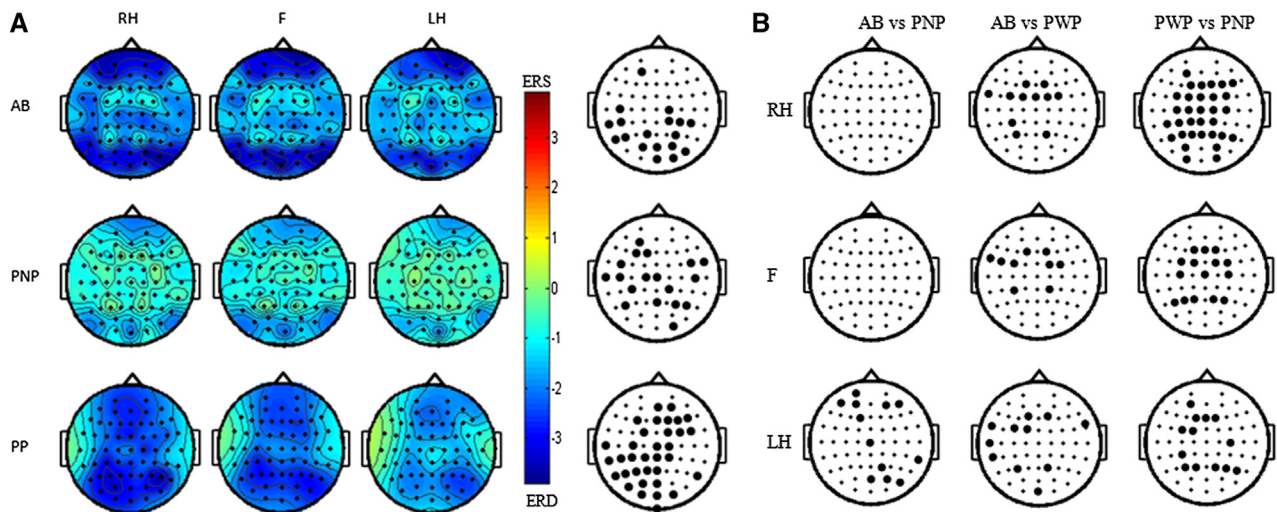 A
RH F LH
B
AB vs PNP AB vs PWP PWP vs PNP
AB
ERS
3
2
1
0
-1
-2
-3
ERD
PNP
PP
RH
F
LH